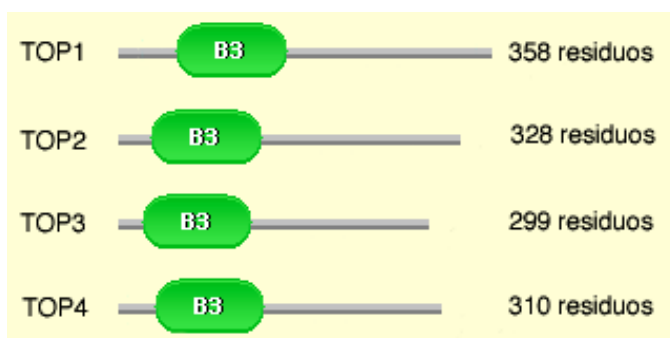 TOP1 B3 358 residuos
TOP2 B3 328 residuos
TOP3 B3 299 residuos
TOP4 B3 310 residuos